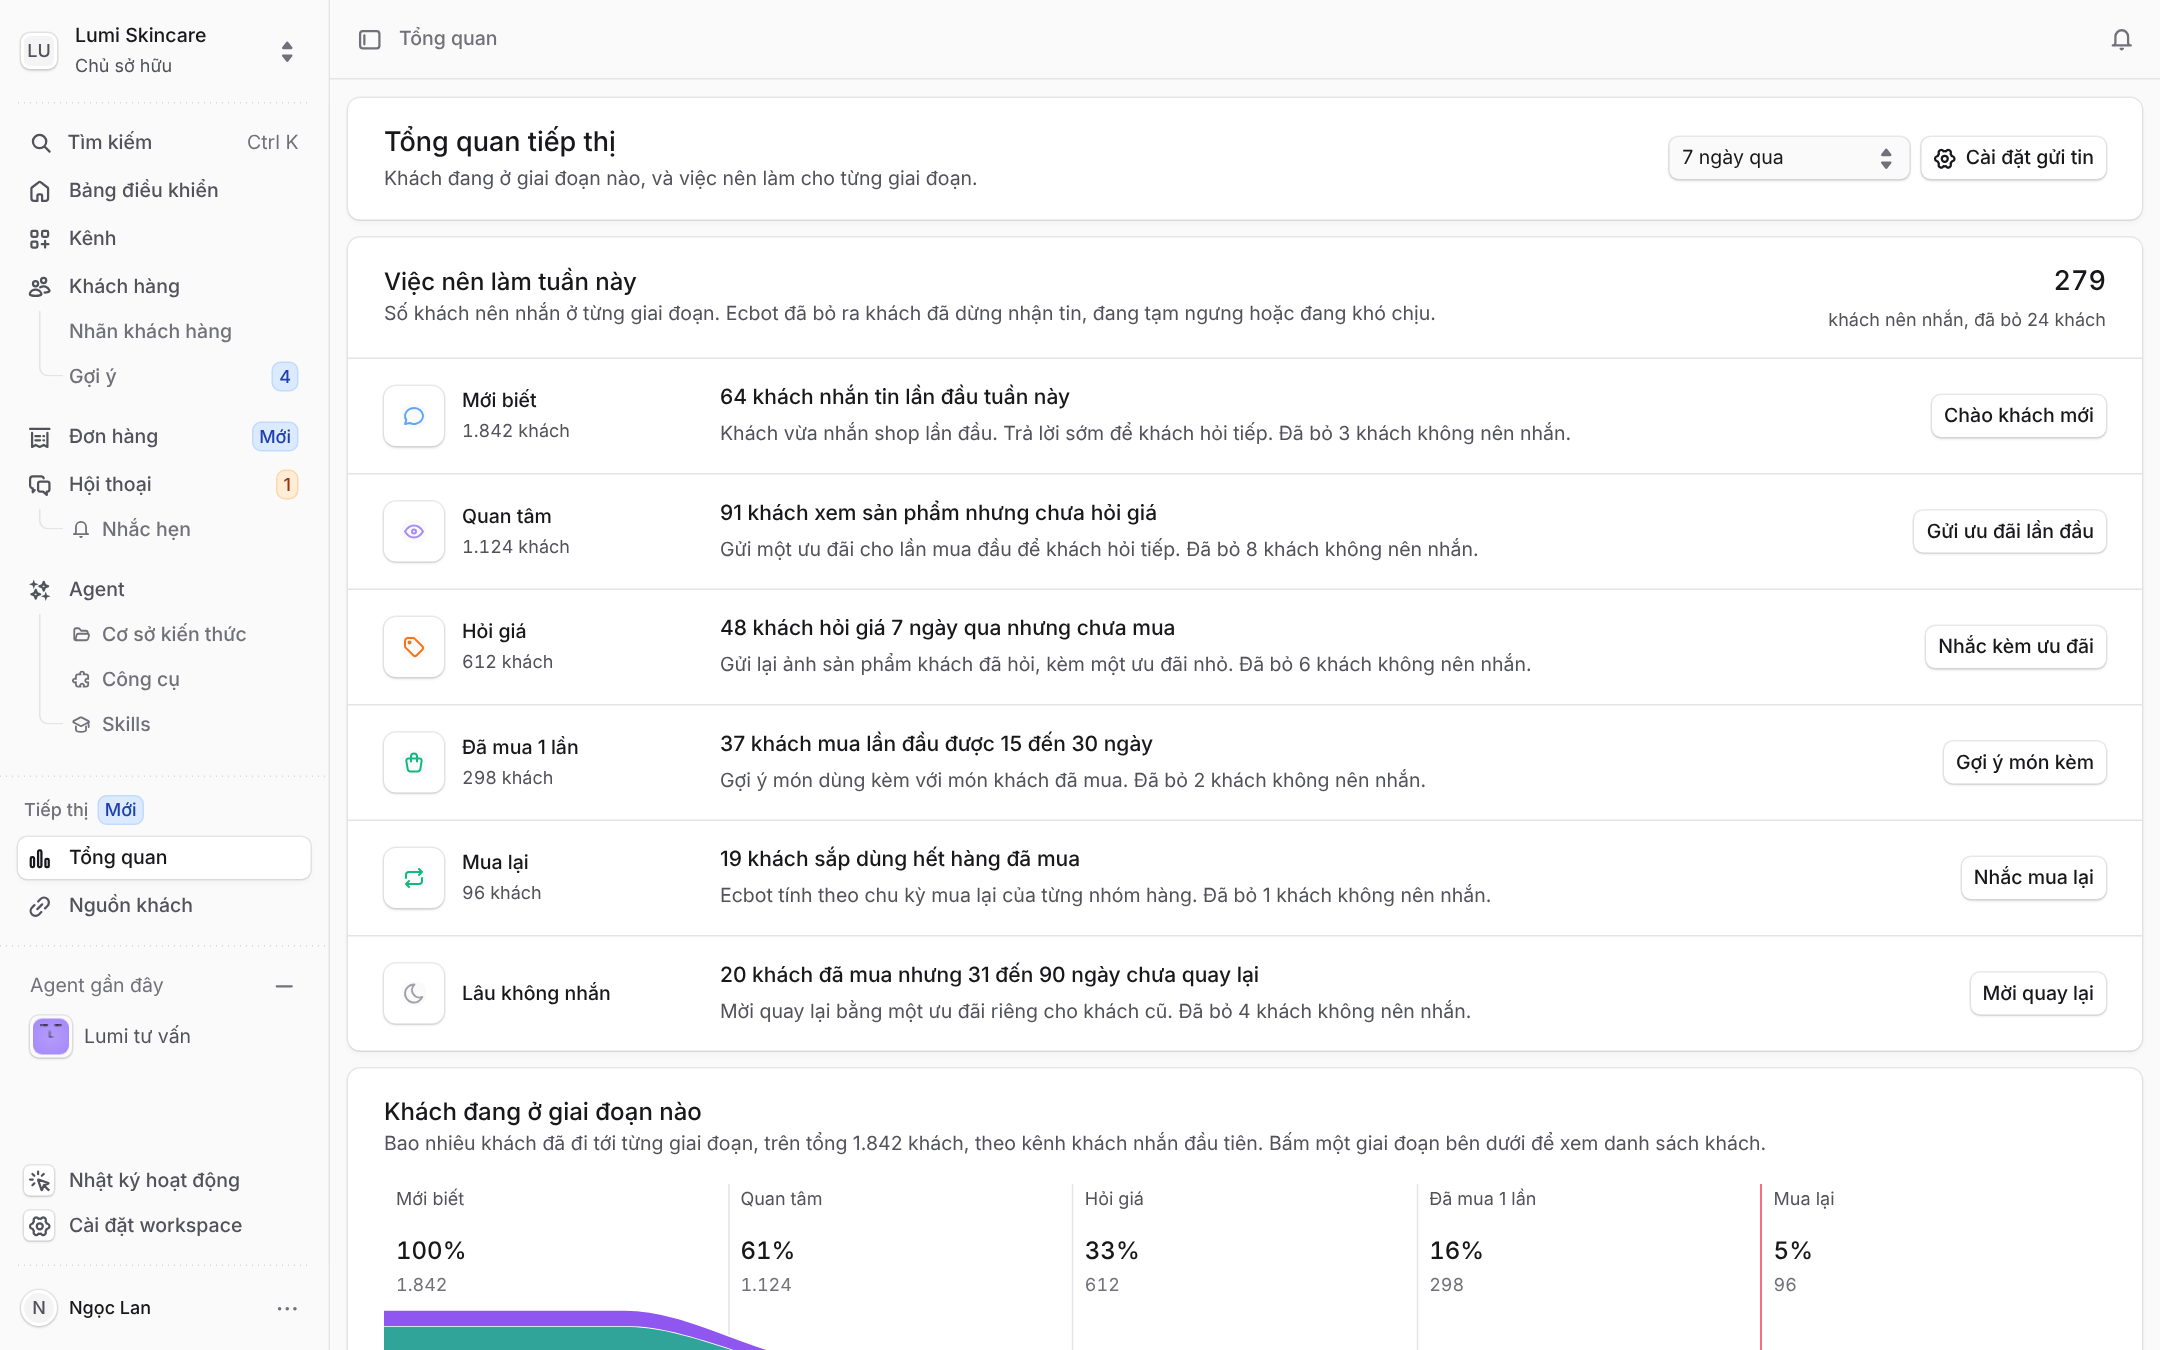 LU
Lumi Skincare
Chủ sở hữu
Tìm kiếm
Ctrl K
Bảng điều khiển
Kênh
Khách hàng
Nhãn khách hàng
Gợi ý
4
Đơn hàng
Mới
Hội thoại
1
Nhắc hẹn
Agent
Cơ sở kiến thức
Công cụ
Skills
Tiếp thị
Mới
Tổng quan
Nguồn khách
Agent gần đây
Lumi tư vấn
Nhật ký hoạt động
Cài đặt workspace
N
Ngọc Lan
Tổng quan
Tổng quan tiếp thị
Khách đang ở giai đoạn nào, và việc nên làm cho từng giai đoạn.
7 ngày qua
Cài đặt gửi tin
Việc nên làm tuần này
Số khách nên nhắn ở từng giai đoạn. Ecbot đã bỏ ra khách đã dừng nhận tin, đang tạm ngưng hoặc đang khó chịu.
279
khách nên nhắn, đã bỏ 24 khách
Mới biết
1.842 khách
64 khách nhắn tin lần đầu tuần này
Khách vừa nhắn shop lần đầu. Trả lời sớm để khách hỏi tiếp. Đã bỏ 3 khách không nên nhắn.
Chào khách mới
Quan tâm
1.124 khách
91 khách xem sản phẩm nhưng chưa hỏi giá
Gửi một ưu đãi cho lần mua đầu để khách hỏi tiếp. Đã bỏ 8 khách không nên nhắn.
Gửi ưu đãi lần đầu
Hỏi giá
612 khách
48 khách hỏi giá 7 ngày qua nhưng chưa mua
Gửi lại ảnh sản phẩm khách đã hỏi, kèm một ưu đãi nhỏ. Đã bỏ 6 khách không nên nhắn.
Nhắc kèm ưu đãi
Đã mua 1 lần
298 khách
37 khách mua lần đầu được 15 đến 30 ngày
Gợi ý món dùng kèm với món khách đã mua. Đã bỏ 2 khách không nên nhắn.
Gợi ý món kèm
Mua lại
96 khách
19 khách sắp dùng hết hàng đã mua
Ecbot tính theo chu kỳ mua lại của từng nhóm hàng. Đã bỏ 1 khách không nên nhắn.
Nhắc mua lại
Lâu không nhắn
20 khách đã mua nhưng 31 đến 90 ngày chưa quay lại
Mời quay lại bằng một ưu đãi riêng cho khách cũ. Đã bỏ 4 khách không nên nhắn.
Mời quay lại
Khách đang ở giai đoạn nào
Bao nhiêu khách đã đi tới từng giai đoạn, trên tổng 1.842 khách, theo kênh khách nhắn đầu tiên. Bấm một giai đoạn bên dưới để xem danh sách khách.
Mới biết
100%
1.842
Quan tâm
61%
1.124
Hỏi giá
33%
612
Đã mua 1 lần
16%
298
Mua lại
5%
96